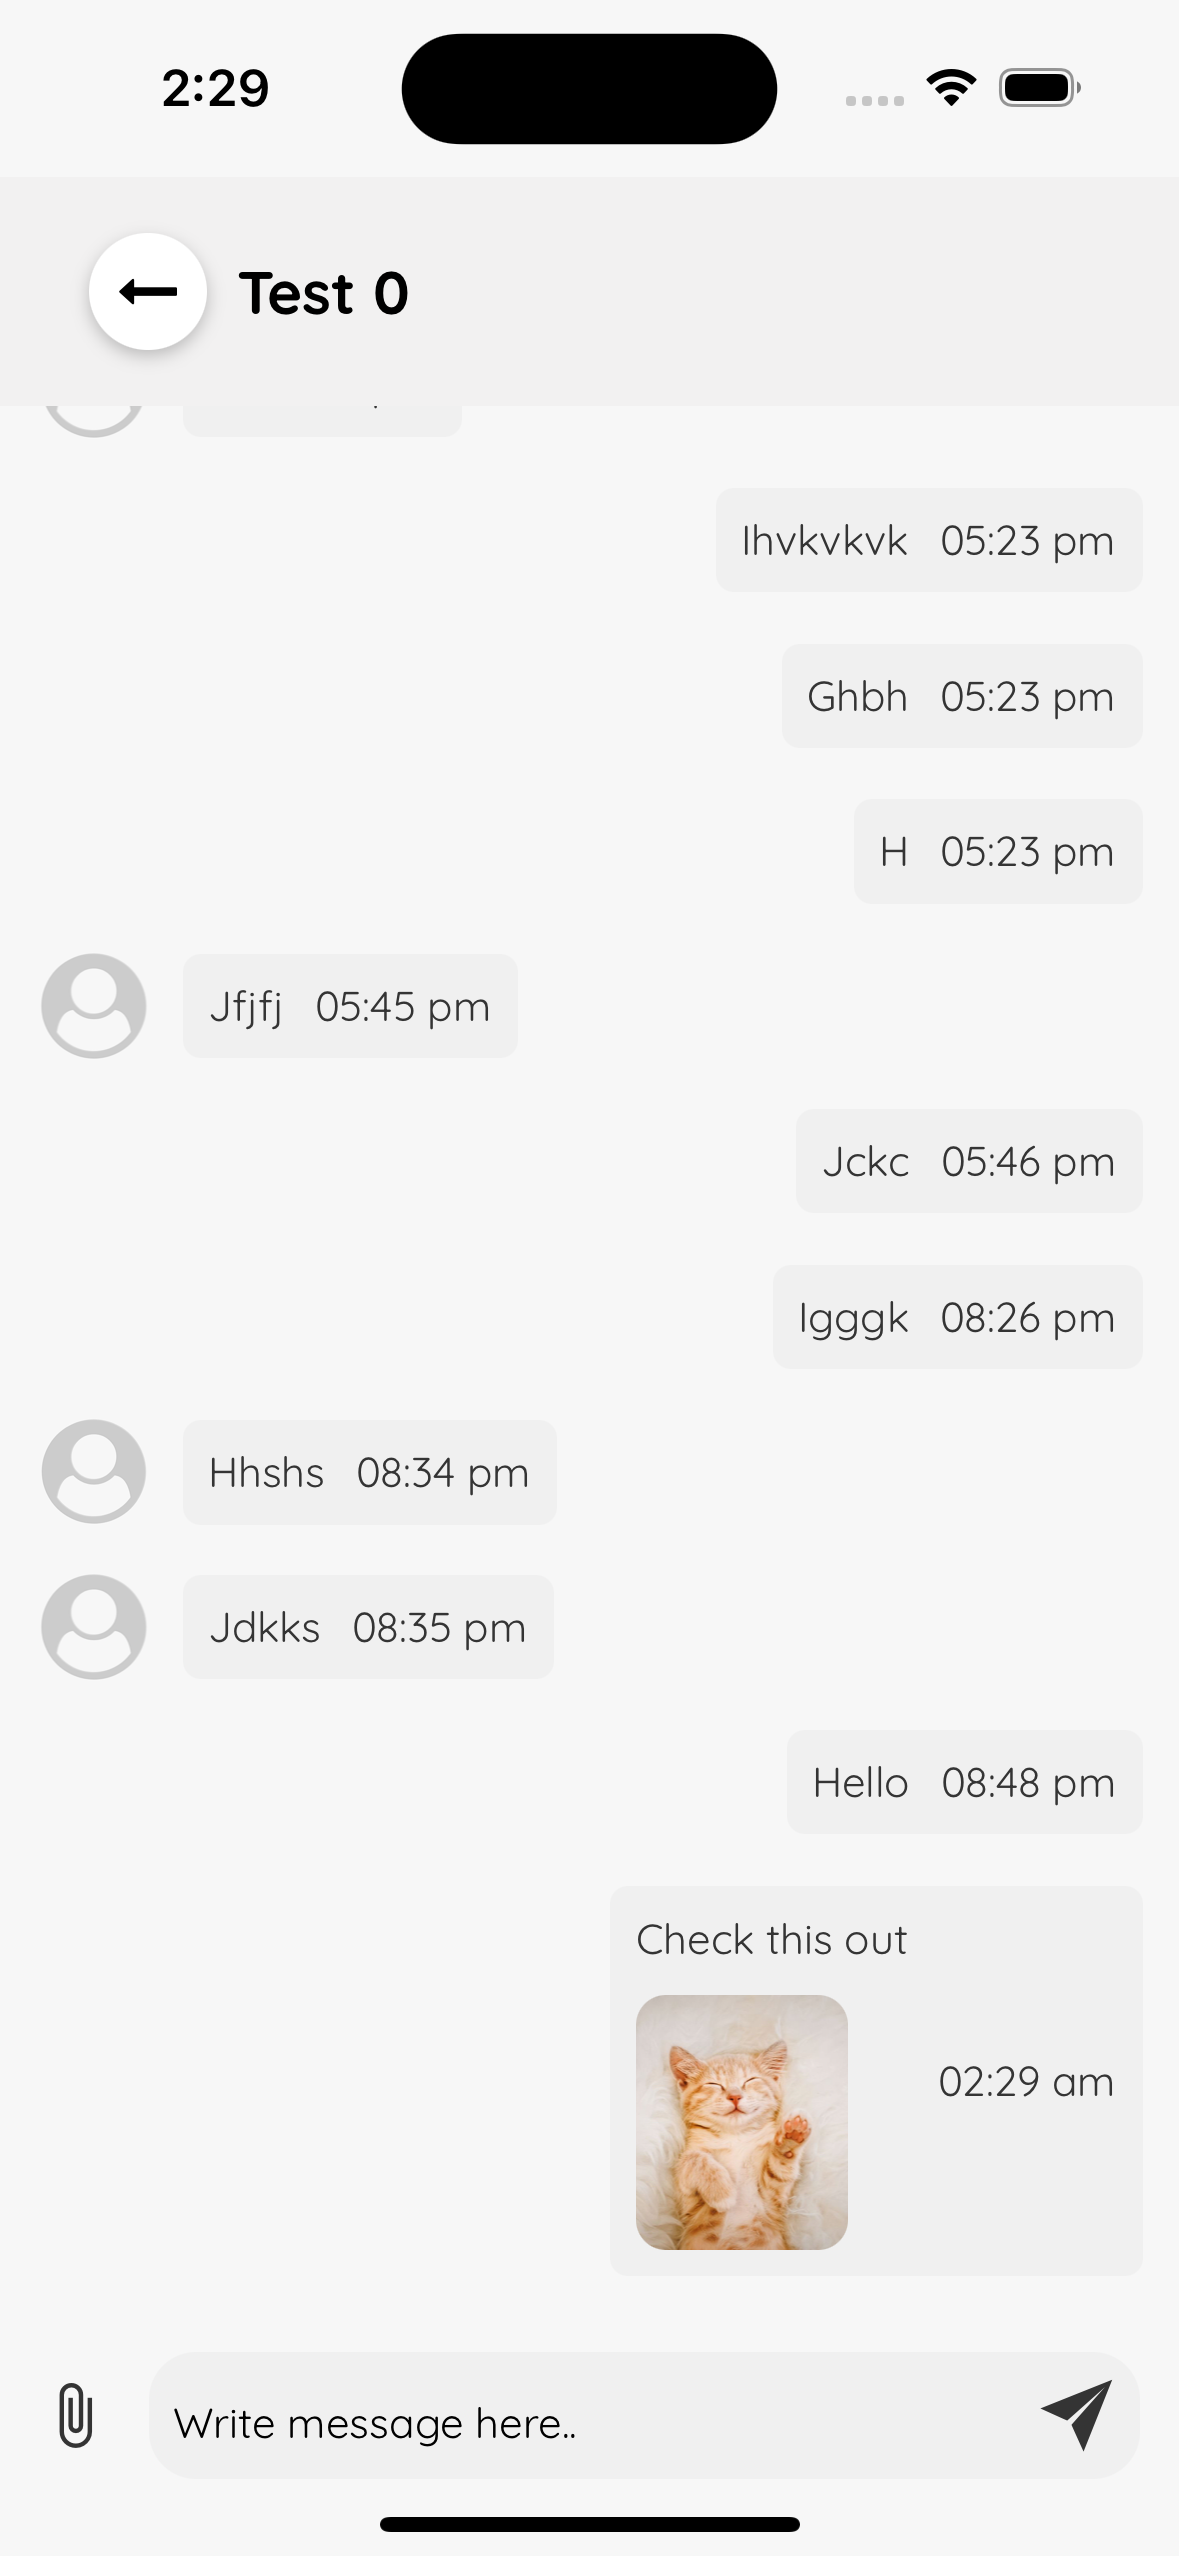 2:29
Test 0
Ihvkvkvk 05:23 pm
Ghbh 05:23 pm
H 05:23 pm
Jfjfj 05:45 pm
Jckc 05:46 pm
Igggk 08:26 pm
Hhshs 08:34 pm
Jdkks 08:35 pm
Hello 08:48 pm
Check this out
02:29 am
Write message here..